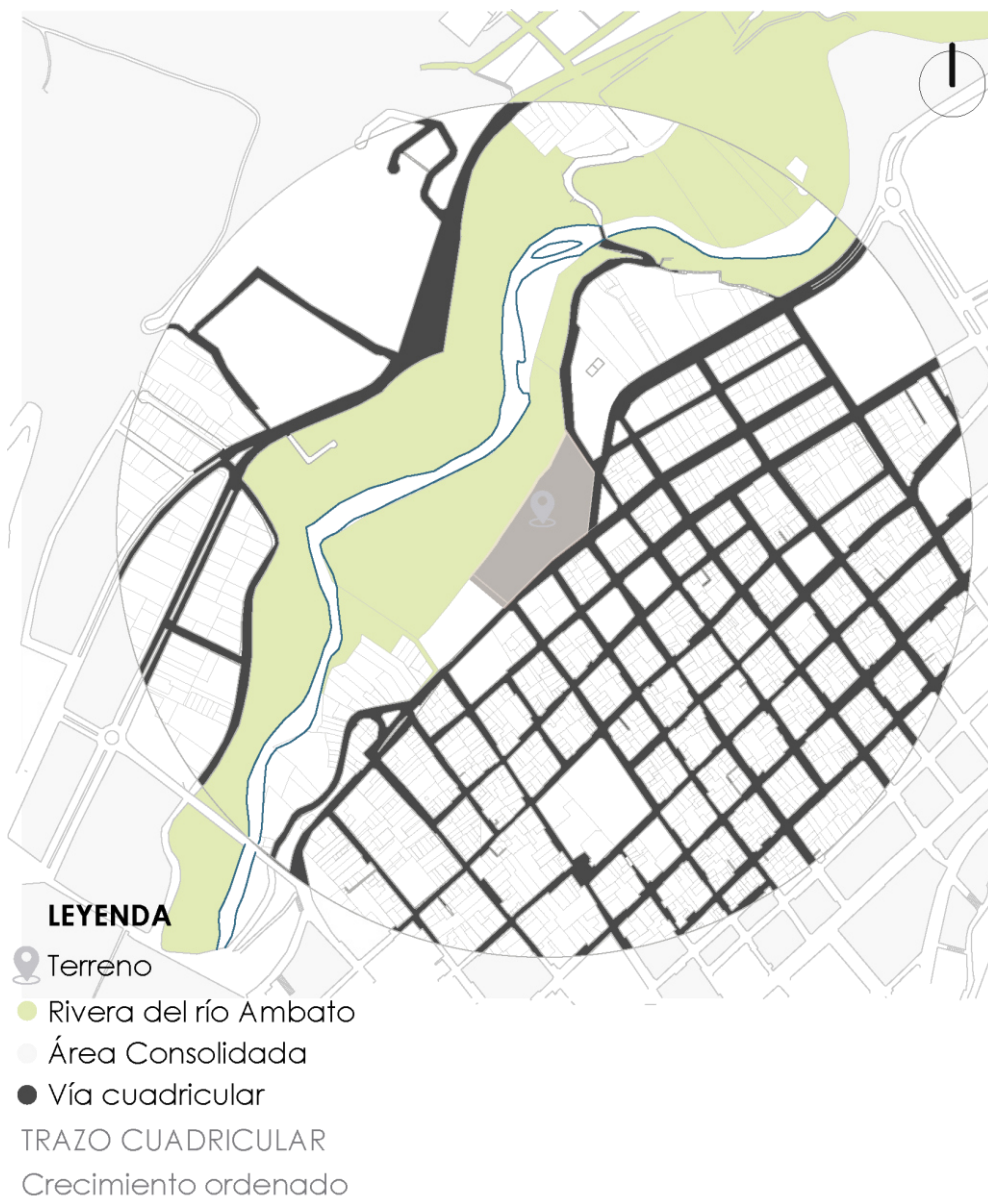 LEYENDA
Terreno
Rivera del río Ambato
Área Consolidada
Vía cuadricular
TRAZO CUADRICULAR
Crecimiento ordenado